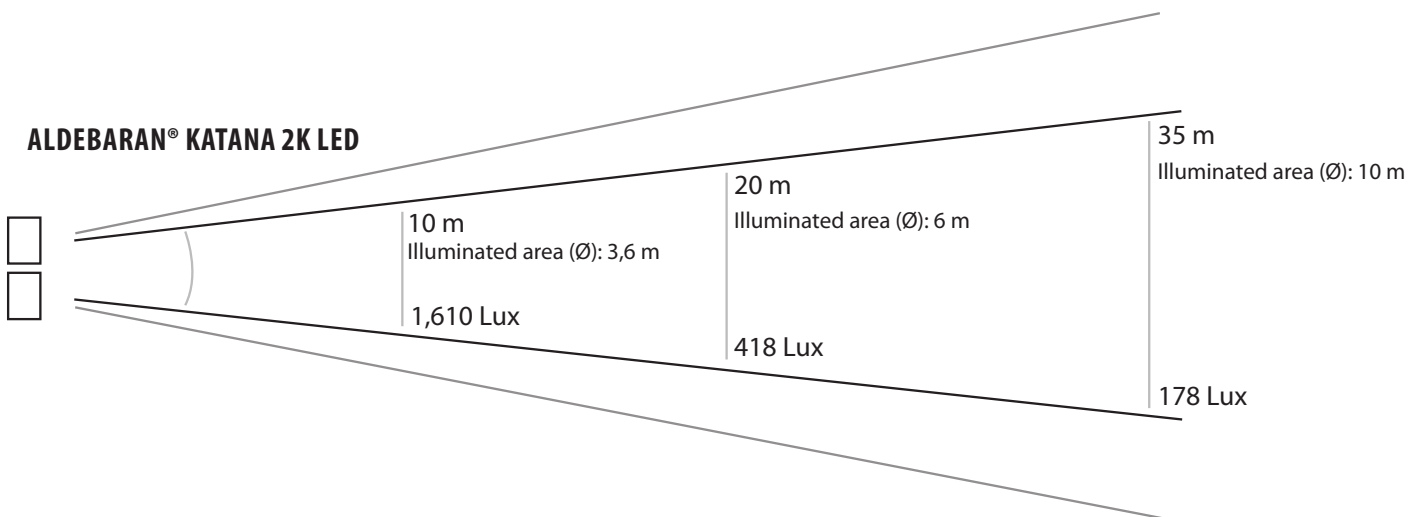 ALDEBARAN® KATANA 2K LED
10 m
Illuminated area (Ø): 3,6 m
1,610 Lux
20 m
Illuminated area (Ø): 6 m
418 Lux
35 m
Illuminated area (Ø): 10 m
178 Lux